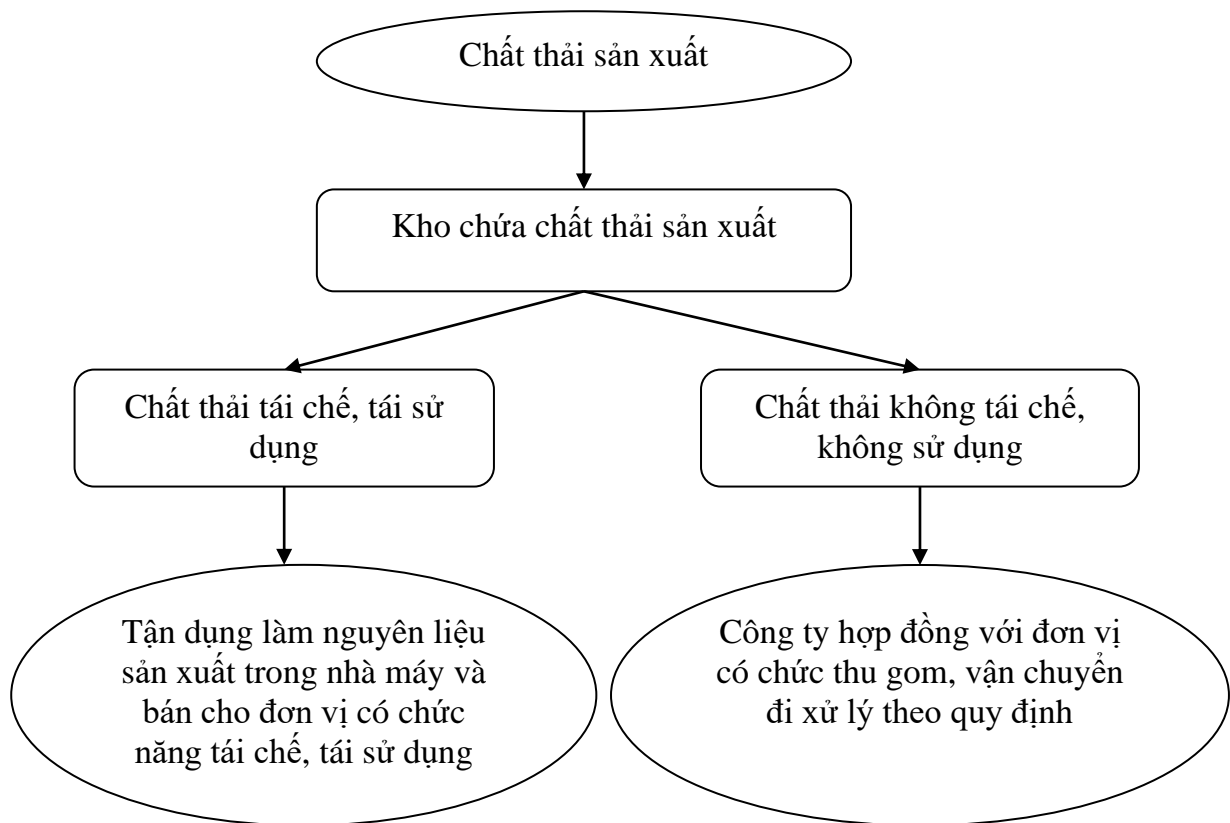 Chất thải sản xuất
Kho chứa chất thải sản xuất
Chất thải tái chế, tái sử
dụng
Chất thải không tái chế,
không sử dụng
Tận dụng làm nguyên liệu
sản xuất trong nhà máy và
bán cho đơn vị có chức
năng tái chế, tái sử dụng
Công ty hợp đồng với đơn vị
có chức thu gom, vận chuyển
đi xử lý theo quy định